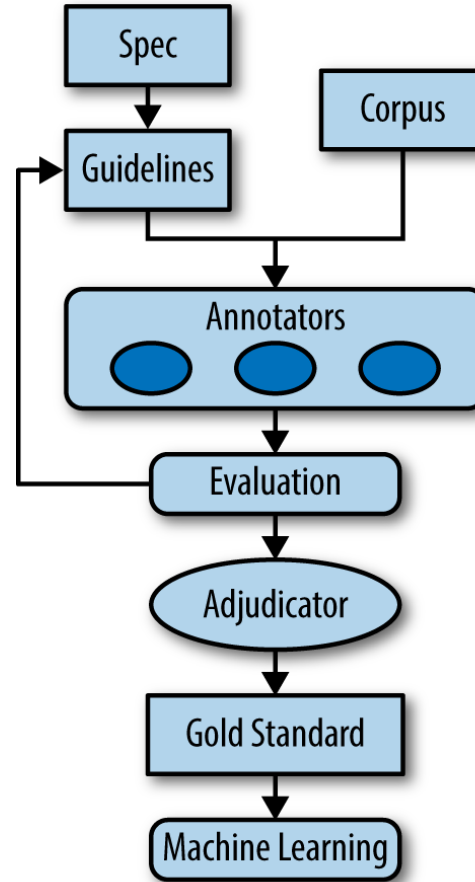 Spec
Corpus
Guidelines
Annotators
Evaluation
Adjudicator
Gold Standard
Machine Learning